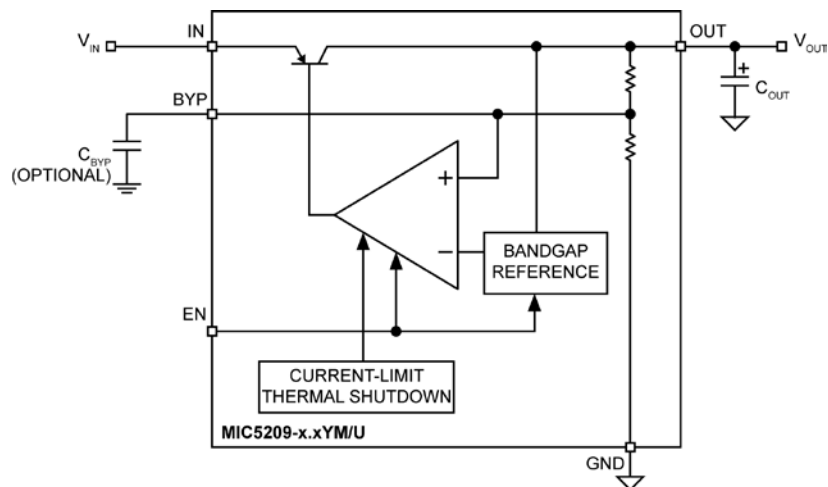 V_IN
IN
OUT
V_OUT
BYP
+
C_OUT
C_BYP
(OPTIONAL)
+
−
BANDGAP
REFERENCE
EN
CURRENT-LIMIT
THERMAL SHUTDOWN
MIC5209-x.xYM/U
GND